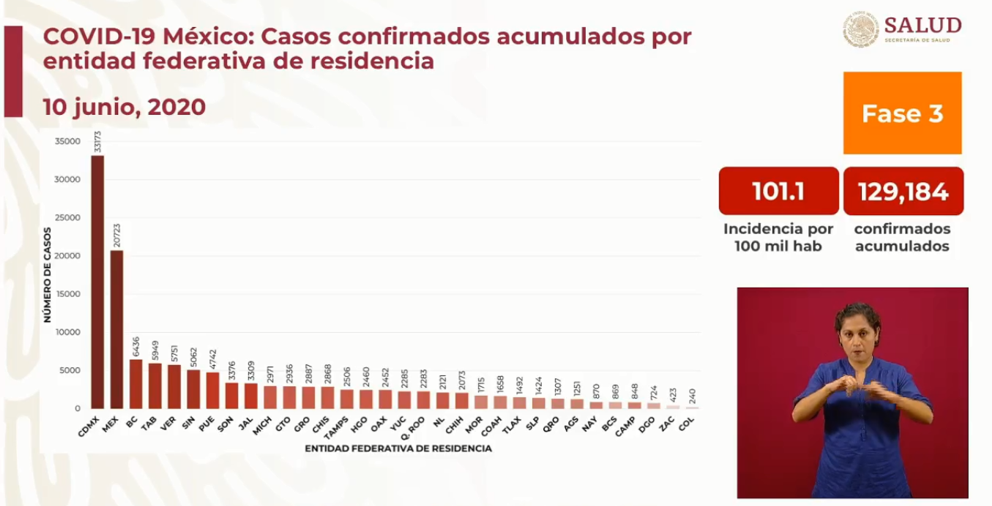 COVID-19 México: Casos confirmados acumulados por
entidad federativa de residencia
10 junio, 2020
SALUD
SECRETARÍA DE SALUD
Fase 3
101.1
129,184
Incidencia por
100 mil hab
confirmados
acumulados
NÚMERO DE CASOS
35000
30000
25000
20000
15000
10000
5000
0
33173
20723
6436
5949
5751
5062
4742
3376
3309
2971
2936
2887
2868
2506
2460
2452
2285
2283
2121
2073
1715
1658
1492
1424
1307
1251
870
869
848
724
423
240
CDMX
MEX
BC
TAB
VER
SIN
PUE
SON
JAL
MICH
GTO
GRO
CHIS
TAMPS
HGO
OAX
YUC
Q. ROO
NL
CHIH
MOR
COAH
TLAX
SLP
QRO
AGS
NAY
BCS
CAMP
DGO
ZAC
COL
ENTIDAD FEDERATIVA DE RESIDENCIA